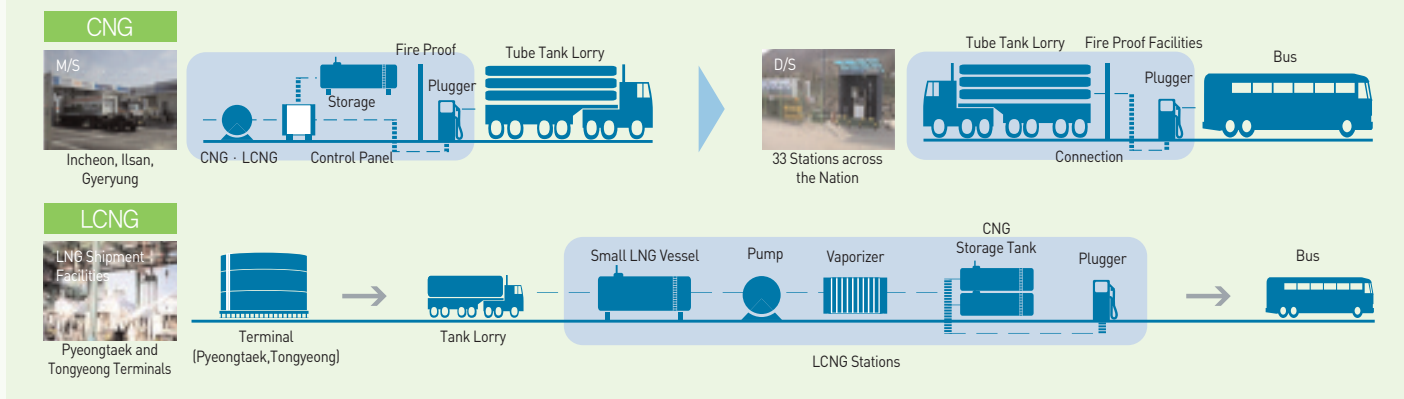 CNG
M/S
Incheon, Ilsan,
Gyeryung
CNG · LCNG
Storage
Control Panel
Fire Proof
Plugger
Tube Tank Lorry
D/S
33 Stations across
the Nation
Tube Tank Lorry
Fire Proof Facilities
Plugger
Connection
Bus
LCNG
LNG Shipment
Facilities
Pyeongtaek and
Tongyeong Terminals
Terminal
(Pyeongtaek,Tongyeong)
Tank Lorry
Small LNG Vessel
Pump
Vaporizer
CNG
Storage Tank
Plugger
LCNG Stations
Bus